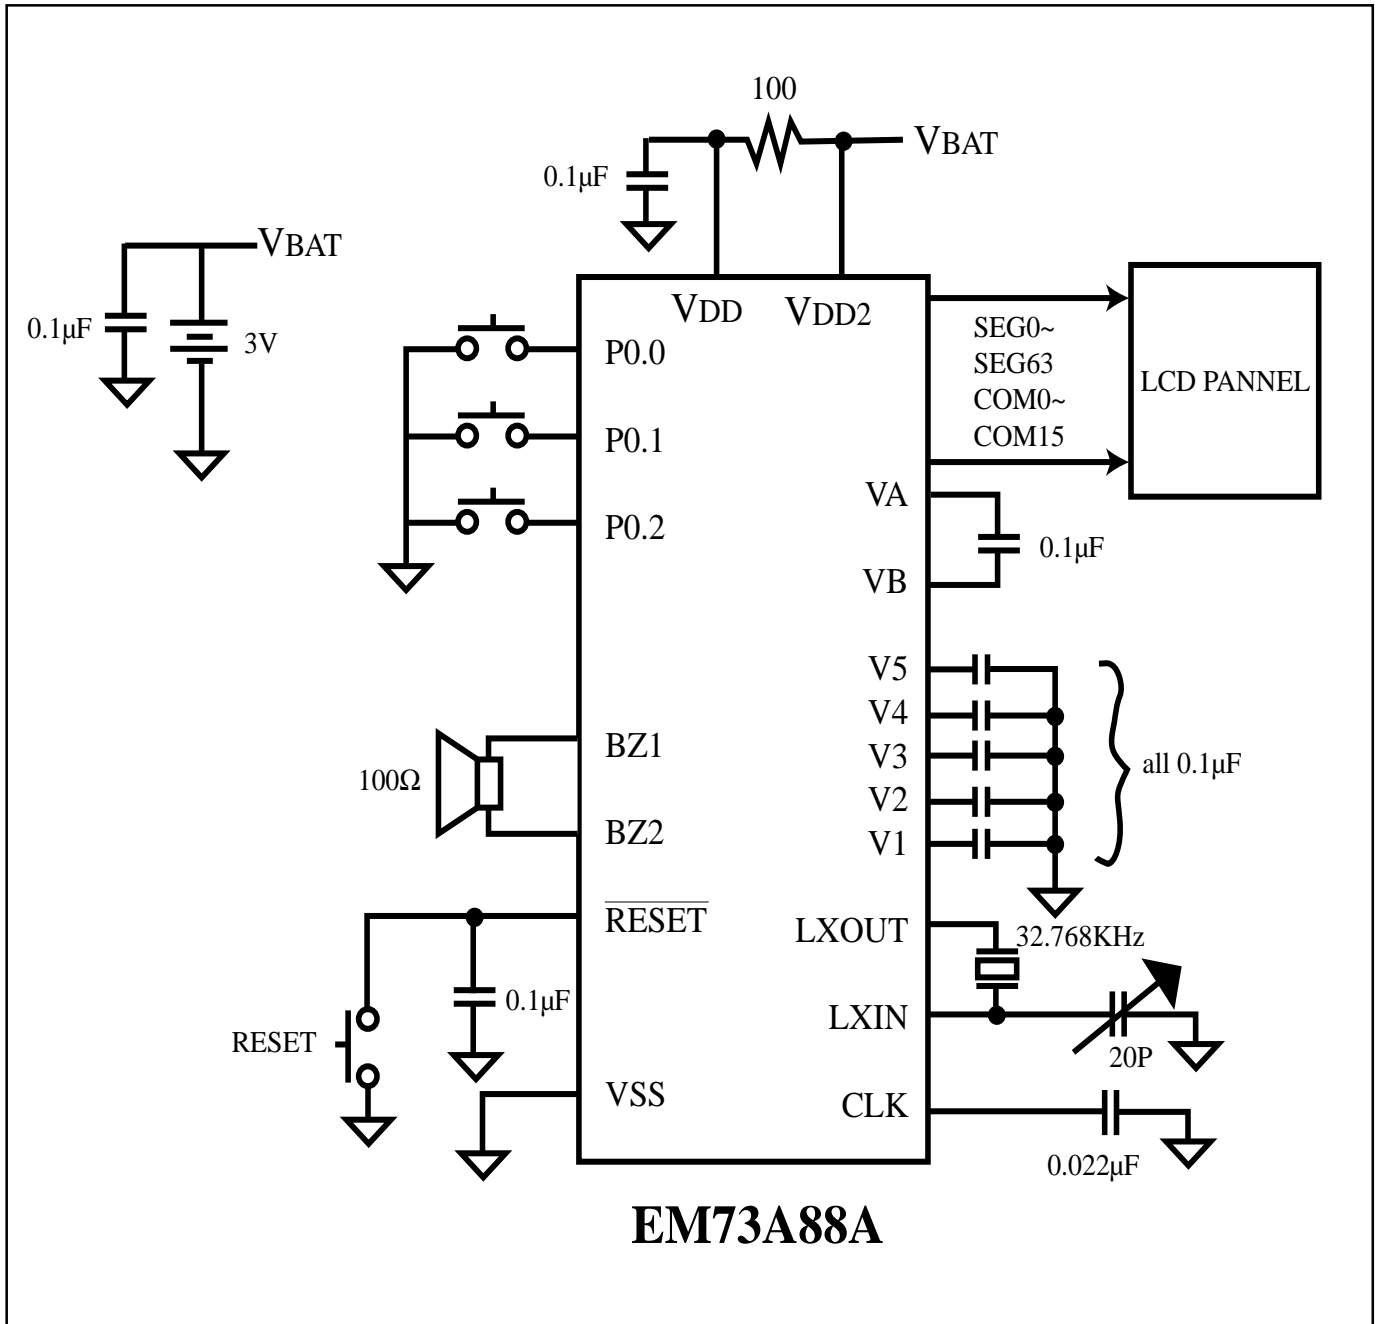 100
VBAT
0.1µF
VBAT
0.1µF
3V
VDD
VDD2
P0.0
P0.1
P0.2
SEG0~
SEG63
COM0~
COM15
LCD PANNEL
VA
0.1µF
VB
V5
V4
V3
V2
V1
all 0.1µF
BZ1
100Ω
BZ2
RESET
LXOUT
32.768KHz
0.1µF
LXIN
RESET
20P
VSS
CLK
0.022µF
EM73A88A